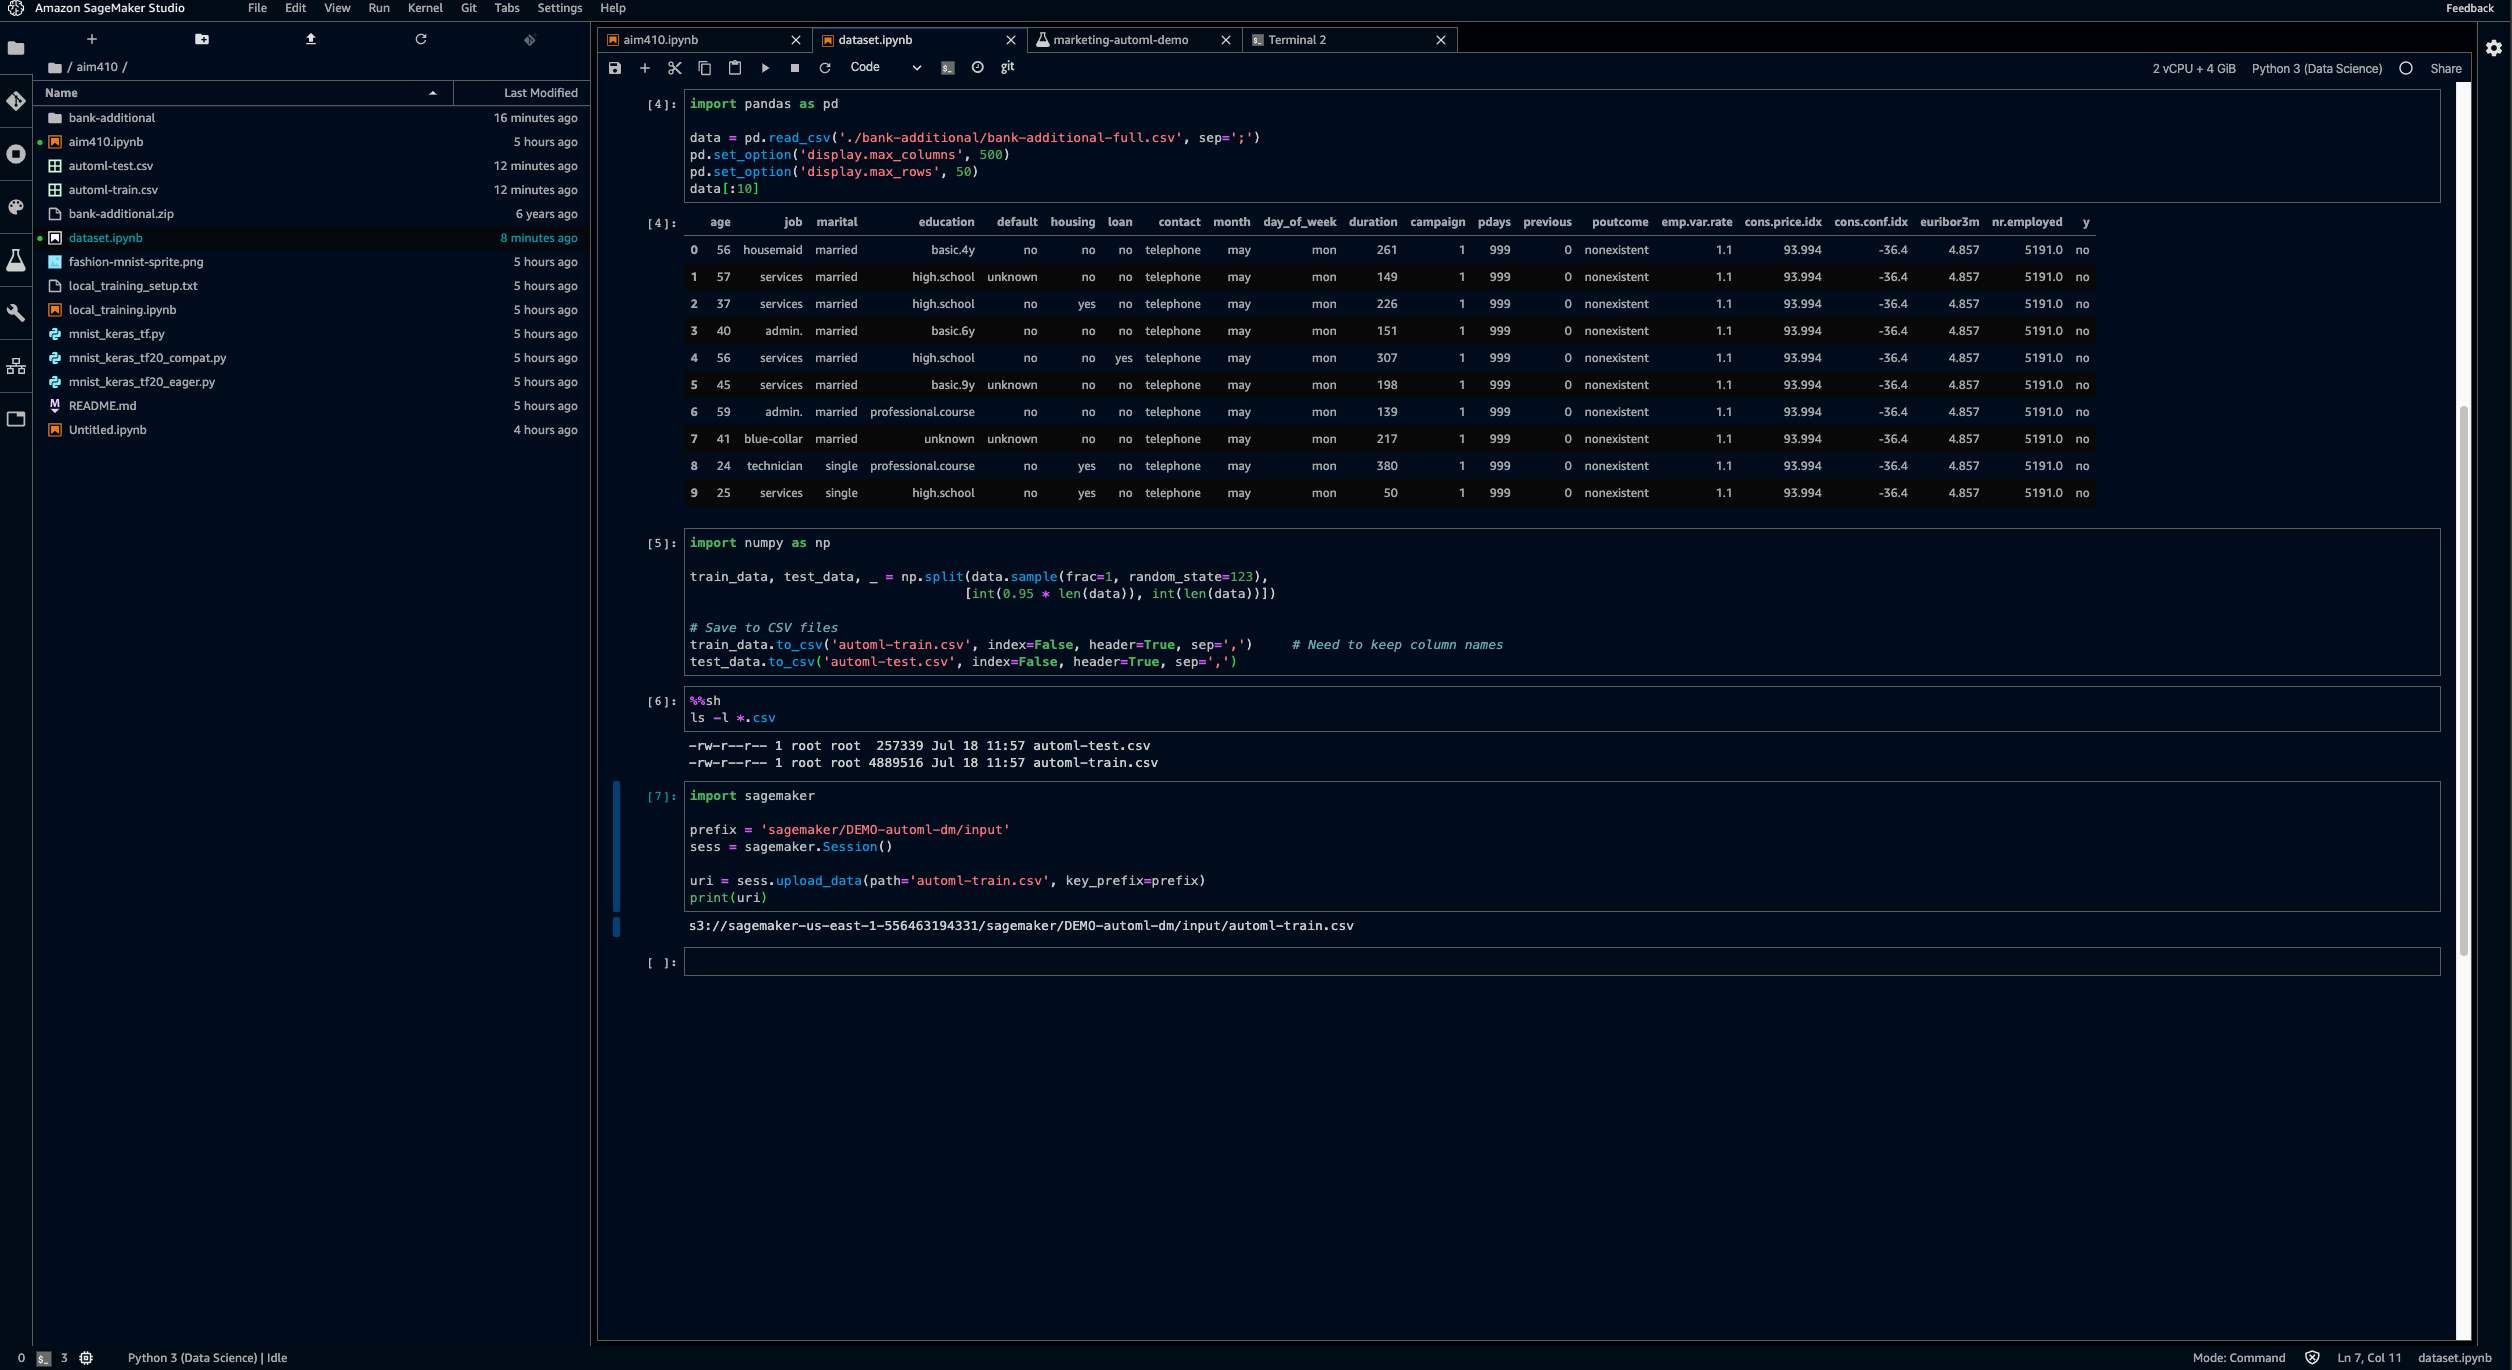 Amazon SageMaker Studio File Edit View Run Kernel Git Tabs Settings Help Feedback
/ aim410 /
Name Last Modified
bank-additional 16 minutes ago
aim410.ipynb 5 hours ago
automl-test.csv 12 minutes ago
automl-train.csv 12 minutes ago
bank-additional.zip 6 years ago
dataset.ipynb 8 minutes ago
fashion-mnist-sprite.png 5 hours ago
local_training_setup.txt 5 hours ago
local_training.ipynb 5 hours ago
mnist_keras_tf.py 5 hours ago
mnist_keras_tf20_compat.py 5 hours ago
mnist_keras_tf20_eager.py 5 hours ago
README.md 5 hours ago
Untitled.ipynb 4 hours ago
aim410.ipynb dataset.ipynb marketing-automl-demo Terminal 2
Code git 2 vCPU + 4 GiB Python 3 (Data Science) Share
[4]: import pandas as pd
data = pd.read_csv('./bank-additional/bank-additional-full.csv', sep=';')
pd.set_option('display.max_columns', 500)
pd.set_option('display.max_rows', 50)
data[:10]
[4]: age job marital education default housing loan contact month day_of_week duration campaign pdays previous poutcome emp.var.rate cons.price.idx cons.conf.idx euribor3m nr.employed y
0 56 housemaid married basic.4y no no no telephone may mon 261 1 999 0 nonexistent 1.1 93.994 -36.4 4.857 5191.0 no
1 57 services married high.school unknown no no telephone may mon 149 1 999 0 nonexistent 1.1 93.994 -36.4 4.857 5191.0 no
2 37 services married high.school no yes no telephone may mon 226 1 999 0 nonexistent 1.1 93.994 -36.4 4.857 5191.0 no
3 40 admin. married basic.6y no no no telephone may mon 151 1 999 0 nonexistent 1.1 93.994 -36.4 4.857 5191.0 no
4 56 services married high.school no no yes telephone may mon 307 1 999 0 nonexistent 1.1 93.994 -36.4 4.857 5191.0 no
5 45 services married basic.9y unknown no no telephone may mon 198 1 999 0 nonexistent 1.1 93.994 -36.4 4.857 5191.0 no
6 59 admin. married professional.course no no no telephone may mon 139 1 999 0 nonexistent 1.1 93.994 -36.4 4.857 5191.0 no
7 41 blue-collar married unknown unknown no no telephone may mon 217 1 999 0 nonexistent 1.1 93.994 -36.4 4.857 5191.0 no
8 24 technician single professional.course no yes no telephone may mon 380 1 999 0 nonexistent 1.1 93.994 -36.4 4.857 5191.0 no
9 25 services single high.school no yes no telephone may mon 50 1 999 0 nonexistent 1.1 93.994 -36.4 4.857 5191.0 no
[5]: import numpy as np
train_data, test_data, _ = np.split(data.sample(frac=1, random_state=123),
[int(0.95 * len(data)), int(len(data))])
# Save to CSV files
train_data.to_csv('automl-train.csv', index=False, header=True, sep=',') # Need to keep column names
test_data.to_csv('automl-test.csv', index=False, header=True, sep=',')
[6]: %%sh
ls -l *.csv
-rw-r--r-- 1 root root 257339 Jul 18 11:57 automl-test.csv
-rw-r--r-- 1 root root 4889516 Jul 18 11:57 automl-train.csv
[7]: import sagemaker
prefix = 'sagemaker/DEMO-automl-dm/input'
sess = sagemaker.Session()
uri = sess.upload_data(path='automl-train.csv', key_prefix=prefix)
print(uri)
s3://sagemaker-us-east-1-556463194331/sagemaker/DEMO-automl-dm/input/automl-train.csv
[ ]:
0 3 Python 3 (Data Science) | Idle Mode: Command Ln 7, Col 11 dataset.ipynb